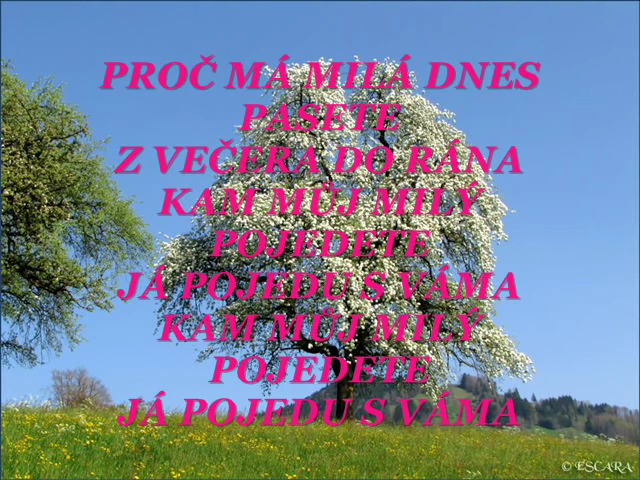 PROČ MÁ MILÁ DNES
PASETE
Z VEČERA DO RÁNA
KAM MŮJ MILÝ
POJEDETE
JÁ POJEDU S VÁMA
KAM MŮJ MILÝ
POJEDETE
JÁ POJEDU S VÁMA
© ESCARA